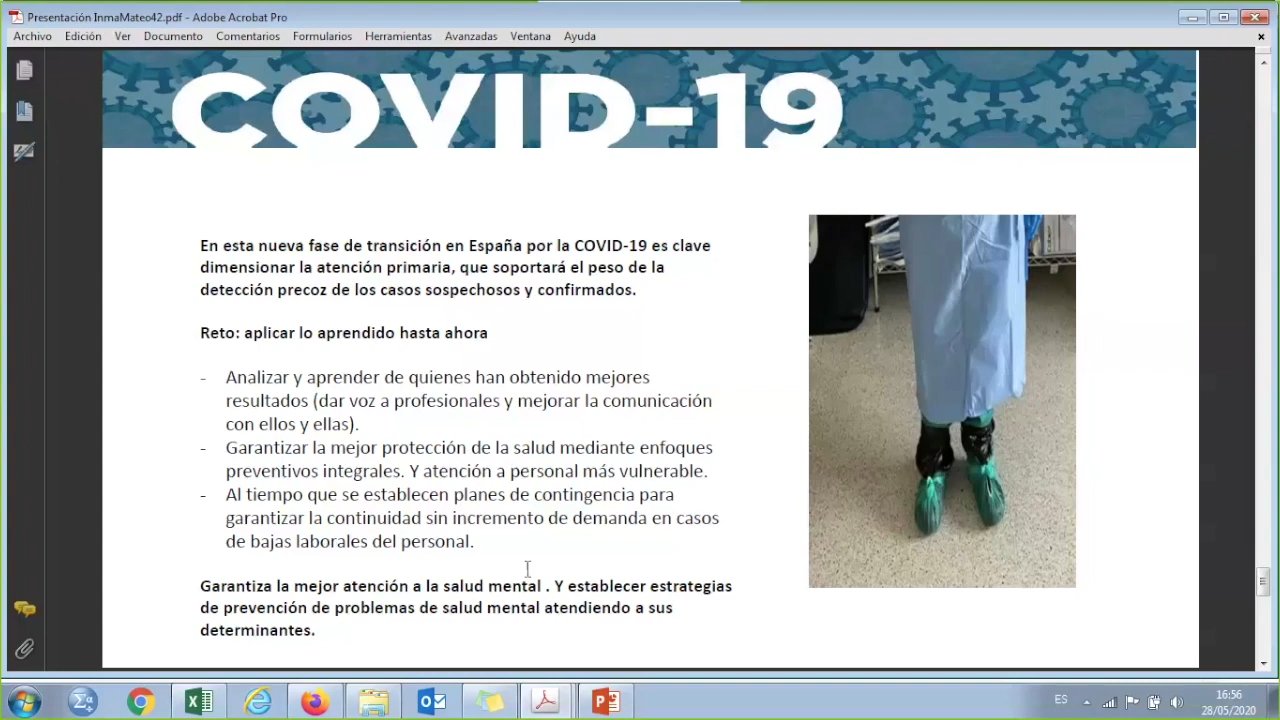 Presentación InmaMateo42.pdf - Adobe Acrobat Pro
Archivo Edición Ver Documento Comentarios Formularios Herramientas Avanzadas Ventana Ayuda
COVID-19
En esta nueva fase de transición en España por la COVID-19 es clave
dimensionar la atención primaria, que soportará el peso de la
detección precoz de los casos sospechosos y confirmados.
Reto: aplicar lo aprendido hasta ahora
- Analizar y aprender de quienes han obtenido mejores
resultados (dar voz a profesionales y mejorar la comunicación
con ellos y ellas).
- Garantizar la mejor protección de la salud mediante enfoques
preventivos integrales. Y atención a personal más vulnerable.
- Al tiempo que se establecen planes de contingencia para
garantizar la continuidad sin incremento de demanda en casos
de bajas laborales del personal.
Garantiza la mejor atención a la salud mental . Y establecer estrategias
de prevención de problemas de salud mental atendiendo a sus
determinantes.
ES
16:56
28/05/2020